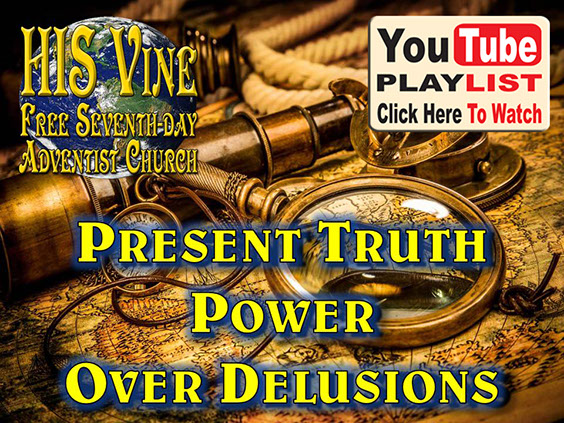 HIS VINE
FREE SEVENTH-DAY
ADVENTIST CHURCH
YouTube
PLAYLIST
Click Here To Watch
PRESENT TRUTH
POWER
OVER DELUSIONS